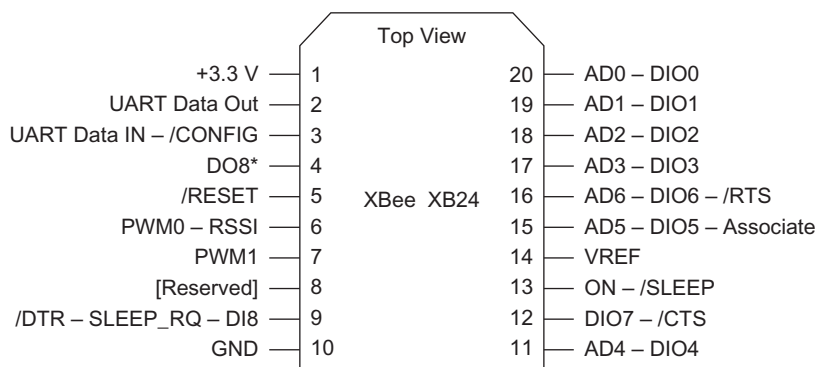 Top View
+3.3 V 1 20 AD0 – DIO0
UART Data Out 2 19 AD1 – DIO1
UART Data IN – /CONFIG 3 18 AD2 – DIO2
DO8* 4 17 AD3 – DIO3
/RESET 5 XBee XB24 16 AD6 – DIO6 – /RTS
PWM0 – RSSI 6 15 AD5 – DIO5 – Associate
PWM1 7 14 VREF
[Reserved] 8 13 ON – /SLEEP
/DTR – SLEEP_RQ – DI8 9 12 DIO7 – /CTS
GND 10 11 AD4 – DIO4